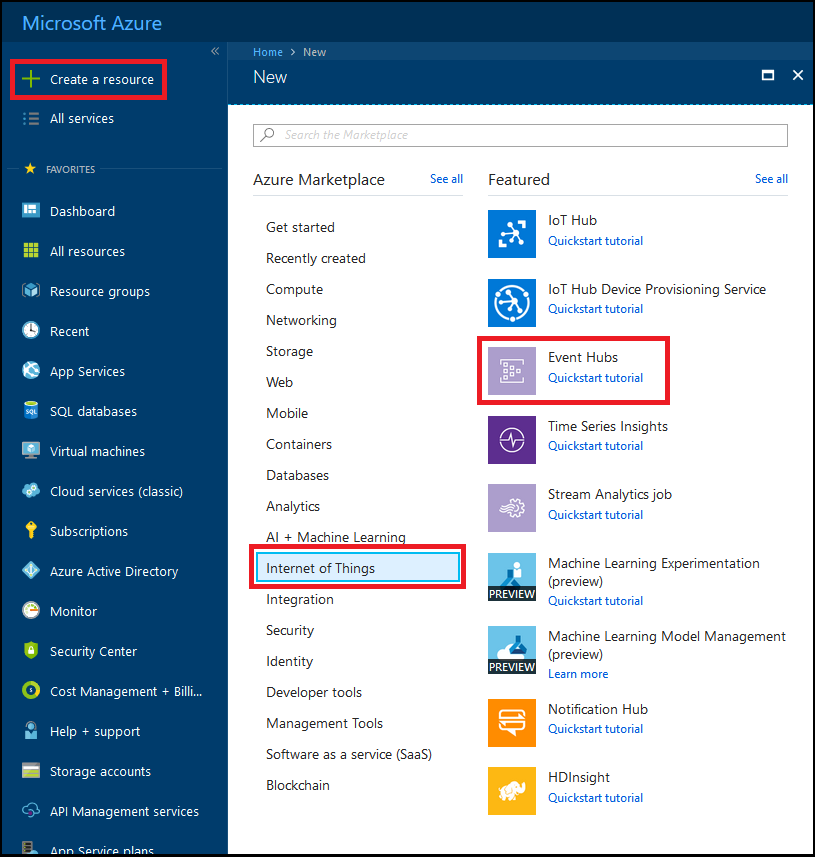 Microsoft Azure
«
Create a resource
All services
FAVORITES
Dashboard
All resources
Resource groups
Recent
App Services
SQL
SQL databases
Virtual machines
Cloud services (classic)
Subscriptions
Azure Active Directory
Monitor
Security Center
$
Cost Management + Billi...
Help + support
Storage accounts
API Management services
App Service plans
Home > New
New
Search the Marketplace
Azure Marketplace
See all
Get started
Recently created
Compute
Networking
Storage
Web
Mobile
Containers
Databases
Analytics
AI + Machine Learning
Internet of Things
Integration
Security
Identity
Developer tools
Management Tools
Software as a service (SaaS)
Blockchain
Featured
See all
IoT Hub
Quickstart tutorial
IoT Hub Device Provisioning Service
Quickstart tutorial
Event Hubs
Quickstart tutorial
Time Series Insights
Quickstart tutorial
Stream Analytics job
Quickstart tutorial
PREVIEW
Machine Learning Experimentation
(preview)
Quickstart tutorial
PREVIEW
Machine Learning Model Management
(preview)
Learn more
Notification Hub
Quickstart tutorial
HDInsight
Quickstart tutorial